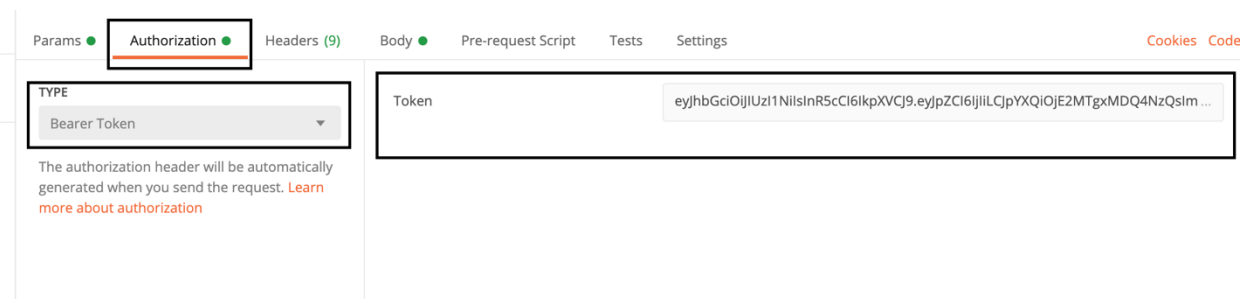 Params Authorization Headers (9) Body Pre-request Script Tests Settings Cookies Code
TYPE
Bearer Token
The authorization header will be automatically
generated when you send the request. Learn
more about authorization
Token eyJhbGciOiJIUzI1NiIsInR5cCI6IkpXVCJ9.eyJpZCI6IjIiLCJpYXQiOjE2MTgxMDQ4NzQsIm ...